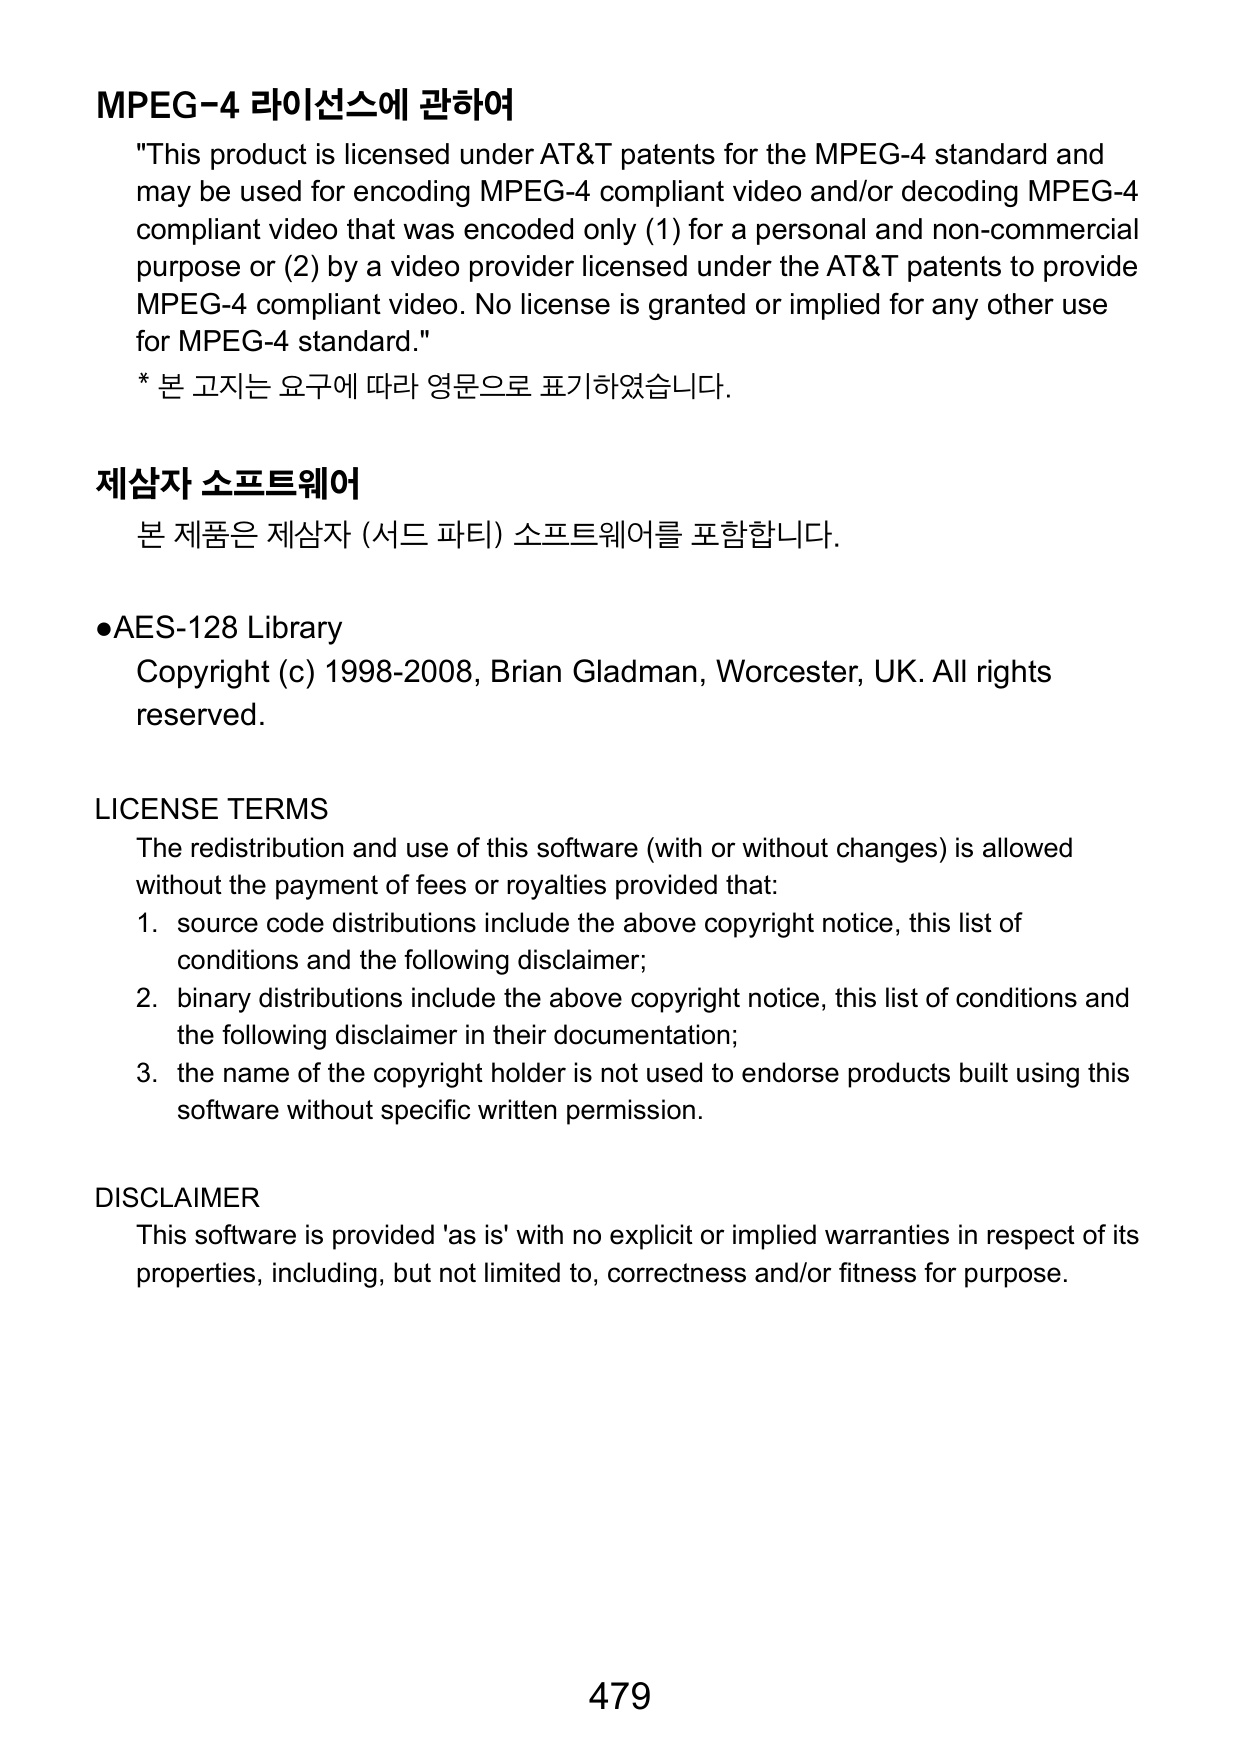 MPEG-4 라이선스에 관하여
"This product is licensed under AT&T patents for the MPEG-4 standard and
may be used for encoding MPEG-4 compliant video and/or decoding MPEG-4
compliant video that was encoded only (1) for a personal and non-commercial
purpose or (2) by a video provider licensed under the AT&T patents to provide
MPEG-4 compliant video. No license is granted or implied for any other use
for MPEG-4 standard."
* 본 고지는 요구에 따라 영문으로 표기하였습니다.
제삼자 소프트웨어
본 제품은 제삼자 (서드 파티) 소프트웨어를 포함합니다.
●AES-128 Library
Copyright (c) 1998-2008, Brian Gladman, Worcester, UK. All rights
reserved.
LICENSE TERMS
The redistribution and use of this software (with or without changes) is allowed
without the payment of fees or royalties provided that:
1. source code distributions include the above copyright notice, this list of
conditions and the following disclaimer;
2. binary distributions include the above copyright notice, this list of conditions and
the following disclaimer in their documentation;
3. the name of the copyright holder is not used to endorse products built using this
software without specific written permission.
DISCLAIMER
This software is provided 'as is' with no explicit or implied warranties in respect of its
properties, including, but not limited to, correctness and/or fitness for purpose.
479